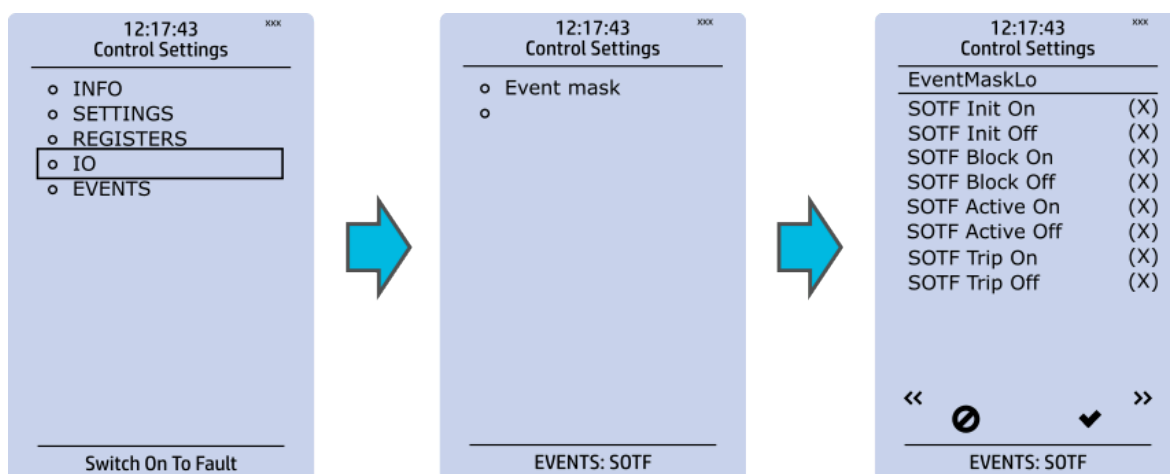 12:17:43 xxx
Control Settings
INFO
SETTINGS
REGISTERS
IO
EVENTS
Switch On To Fault
12:17:43 xxx
Control Settings
Event mask
EVENTS: SOTF
12:17:43 xxx
Control Settings
EventMaskLo
SOTF Init On (X)
SOTF Init Off (X)
SOTF Block On (X)
SOTF Block Off (X)
SOTF Active On (X)
SOTF Active Off (X)
SOTF Trip On (X)
SOTF Trip Off (X)
« »
EVENTS: SOTF